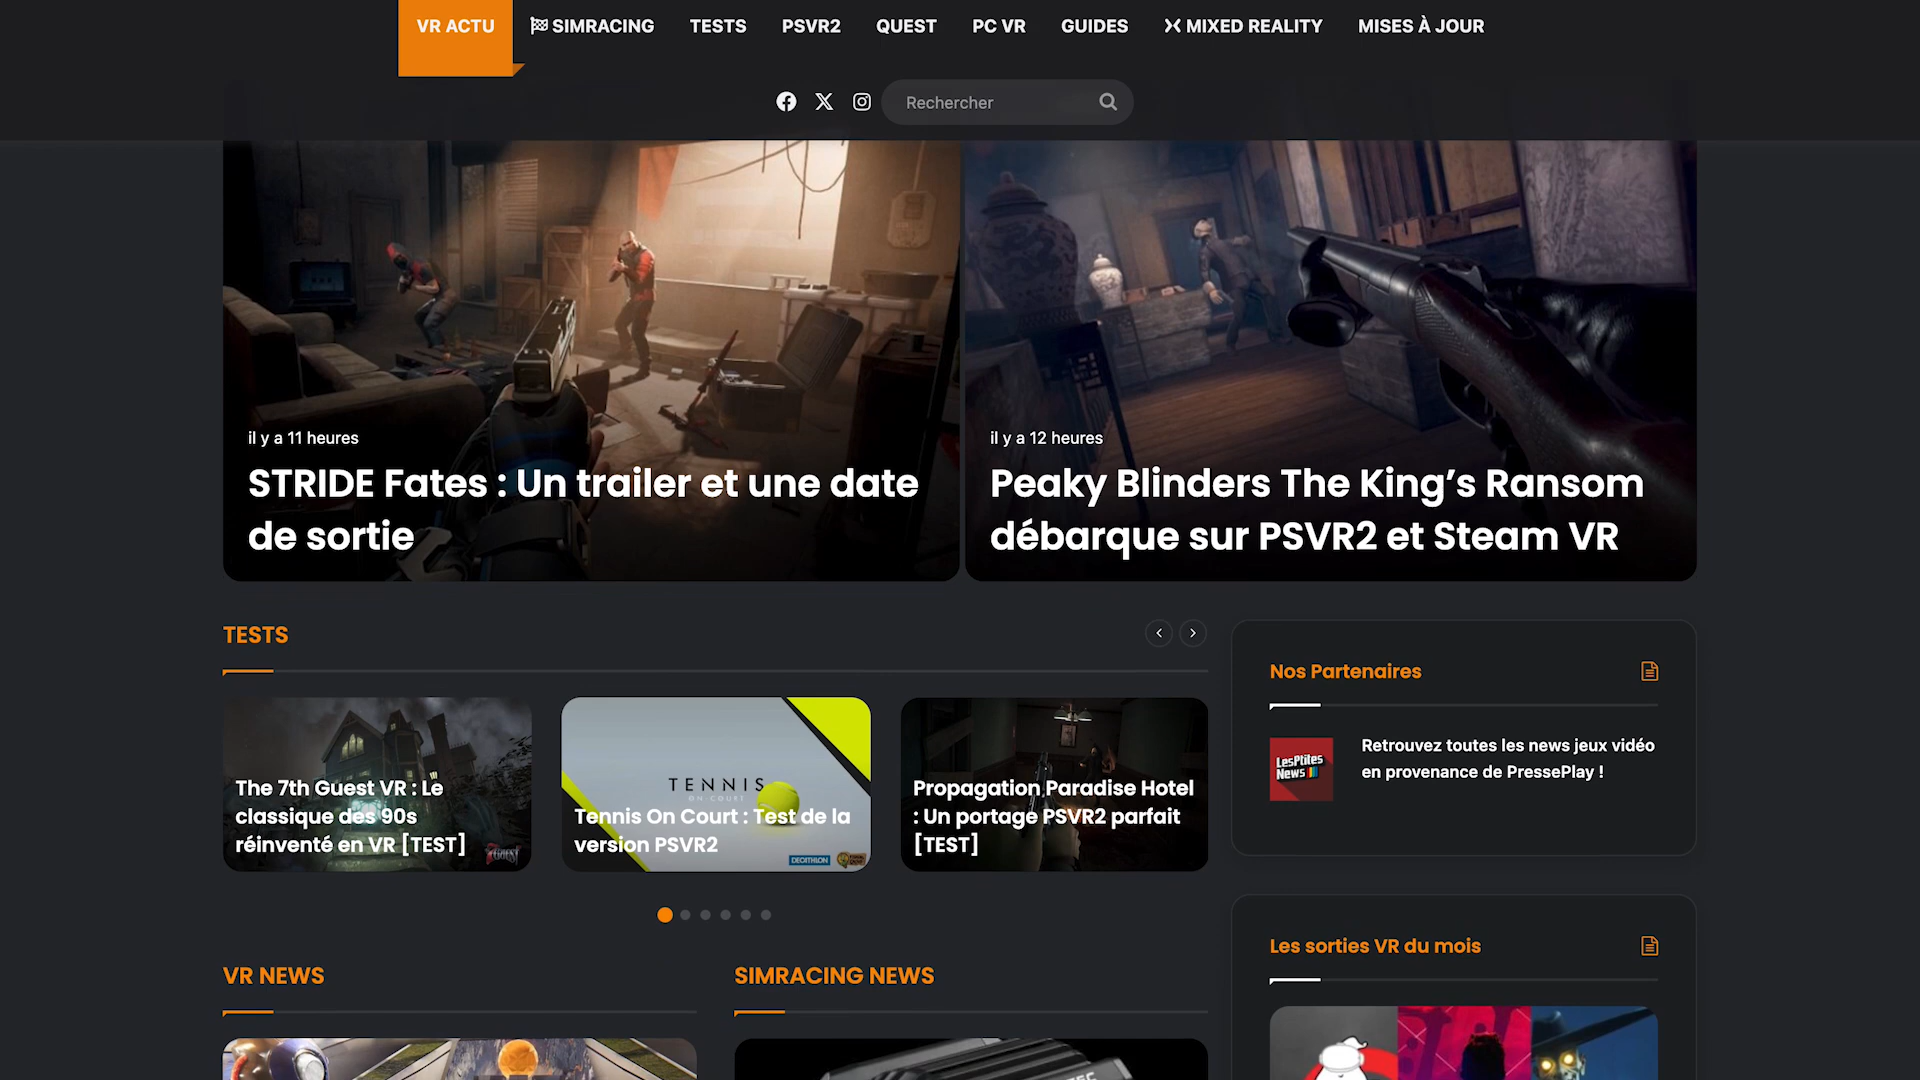 VR ACTU
SIMRACING
TESTS
PSVR2
QUEST
PC VR
GUIDES
MIXED REALITY
MISES À JOUR
Rechercher
il y a 11 heures
STRIDE Fates : Un trailer et une date
de sortie
il y a 12 heures
Peaky Blinders The King’s Ransom
débarque sur PSVR2 et Steam VR
TESTS
The 7th Guest VR : Le
classique des 90s
réinventé en VR [TEST]
7th GUEST
TENNIS
ON COURT
Tennis On Court : Test de la
version PSVR2
DECATHLON
Propagation Paradise Hotel
: Un portage PSVR2 parfait
[TEST]
Nos Partenaires
LesPtites
News
Retrouvez toutes les news jeux vidéo
en provenance de PressePlay !
Les sorties VR du mois
VR NEWS
SIMRACING NEWS